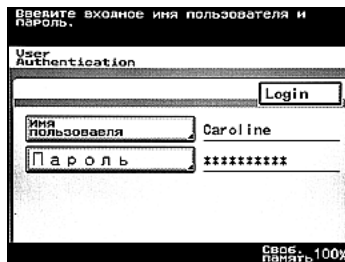 Введите входное имя пользователя и
пароль.
User
Authentication
Login
Имя
пользоваеля
Caroline
Пароль
**********
Своб.
память 100%